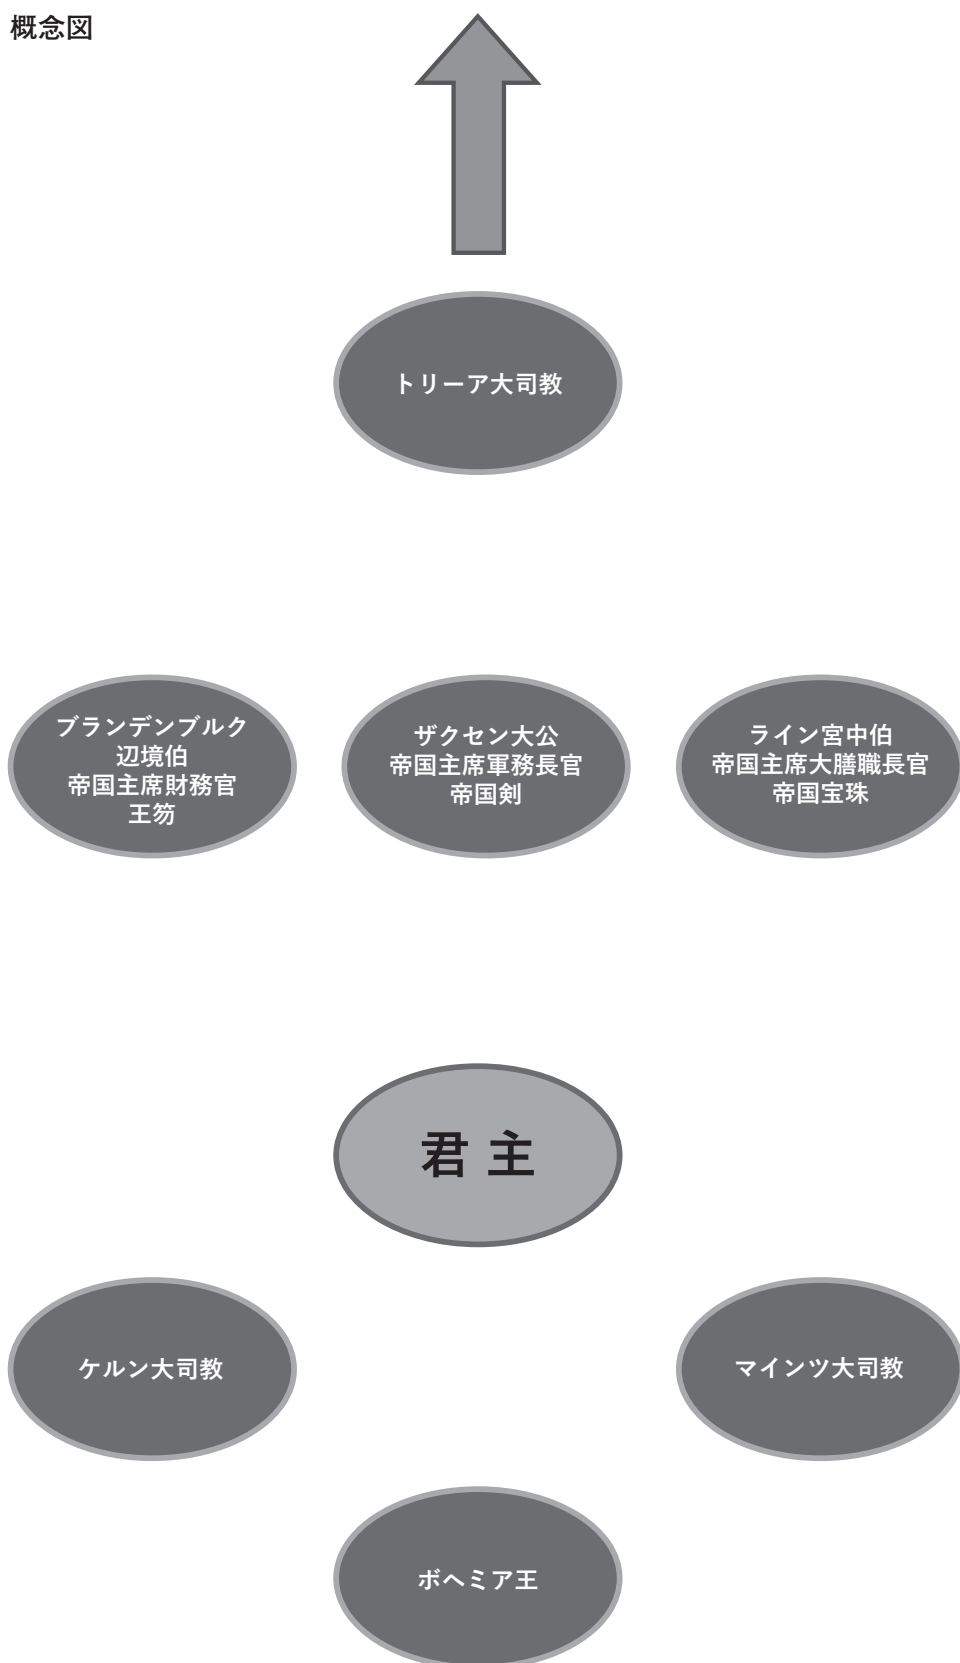 概念図
トリーア大司教
ブランデンブルク
辺境伯
帝国主席財務官
王笏
ザクセン大公
帝国主席軍務長官
帝国剣
ライン宮中伯
帝国主席大膳職長官
帝国宝珠
君主
ケルン大司教
マインツ大司教
ボヘミア王